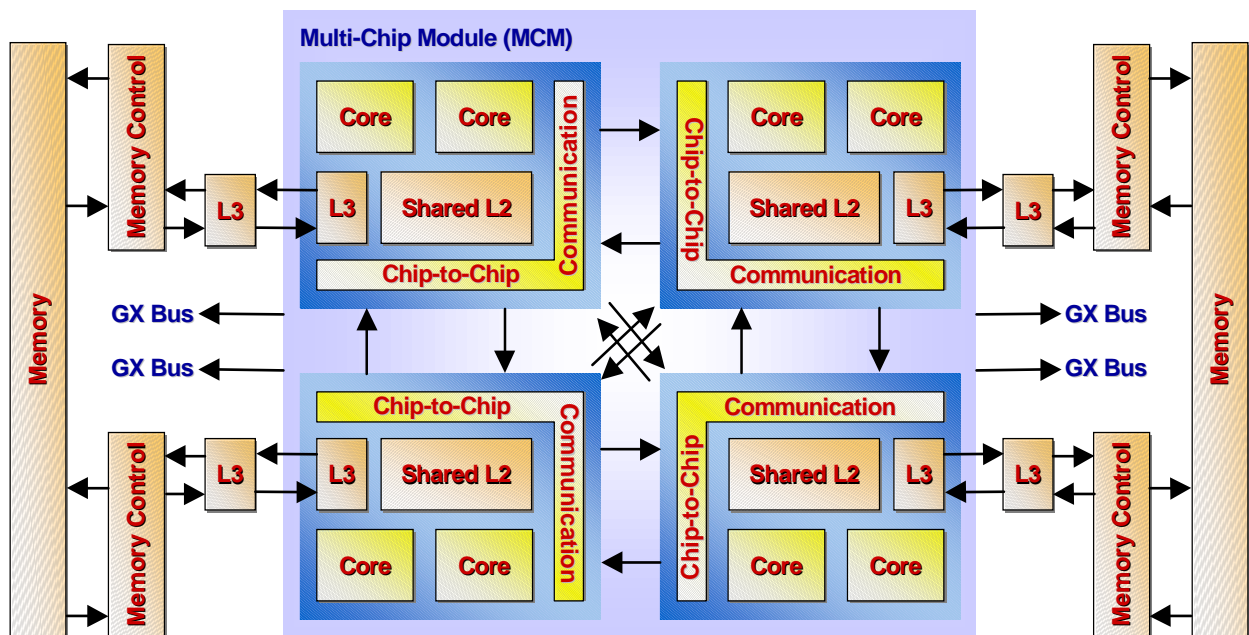 Multi-Chip Module (MCM)
Memory
Memory Control
L3
Core
Core
L3
Shared L2
Chip-to-Chip
Communication
Core
Core
Chip-to-Chip
Shared L2
L3
Communication
L3
Memory Control
Memory
GX Bus
GX Bus
GX Bus
GX Bus
Memory Control
L3
Chip-to-Chip
Communication
L3
Shared L2
Core
Core
Communication
Chip-to-Chip
Shared L2
L3
Core
Core
L3
Memory Control